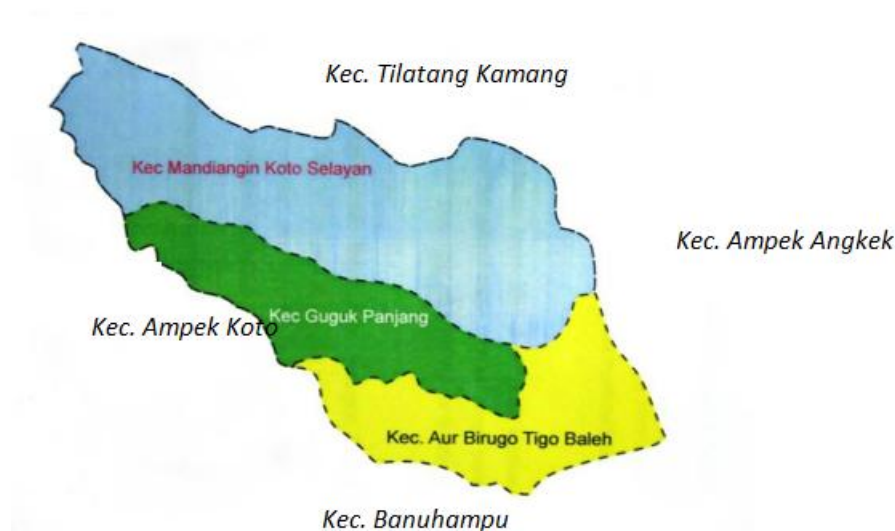 Kec. Tilatang Kamang
Kec Mandiangin Koto Selayan
Kec. Ampek Angkek
Kec Guguk Panjang
Kec. Ampek Koto
Kec. Aur Birugo Tigo Baleh
Kec. Banuhampu